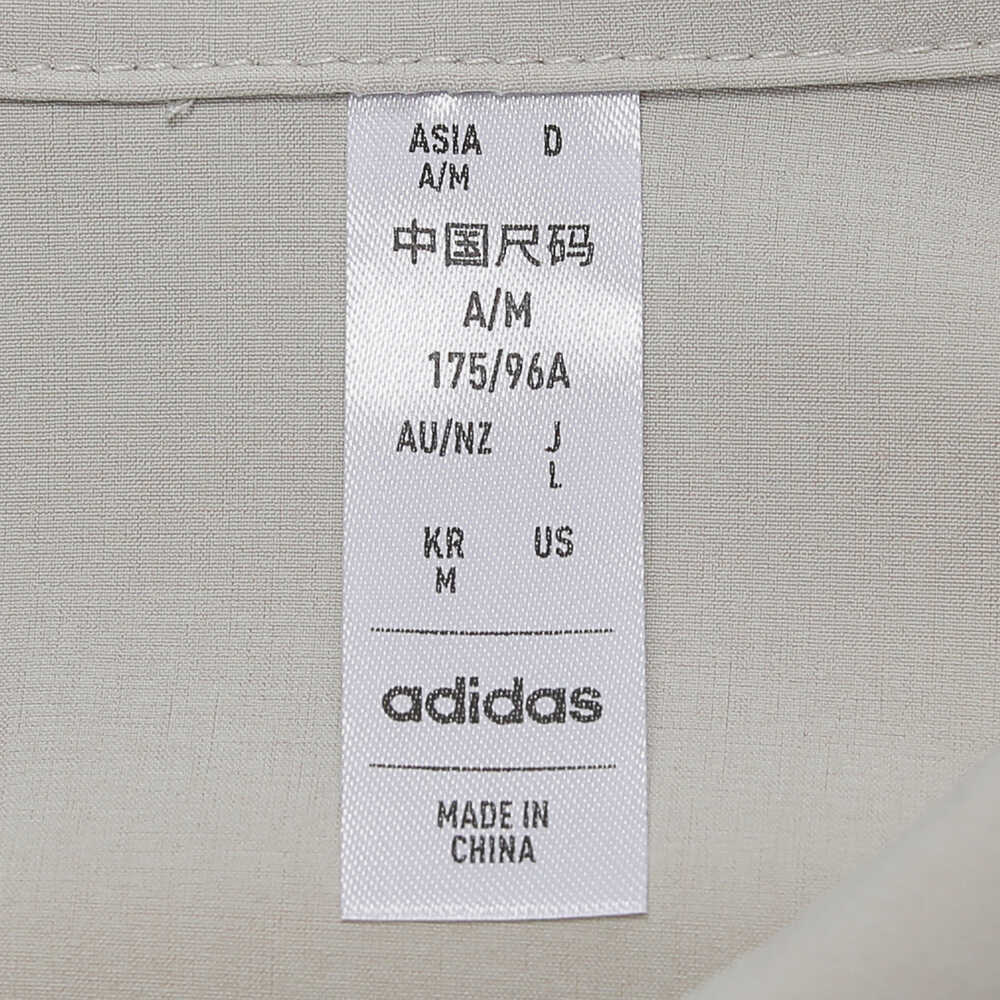 ASIA D
A/M
中国尺码
A/M
175/96A
AU/NZ J
L
KR US
M
adidas
MADE IN
CHINA